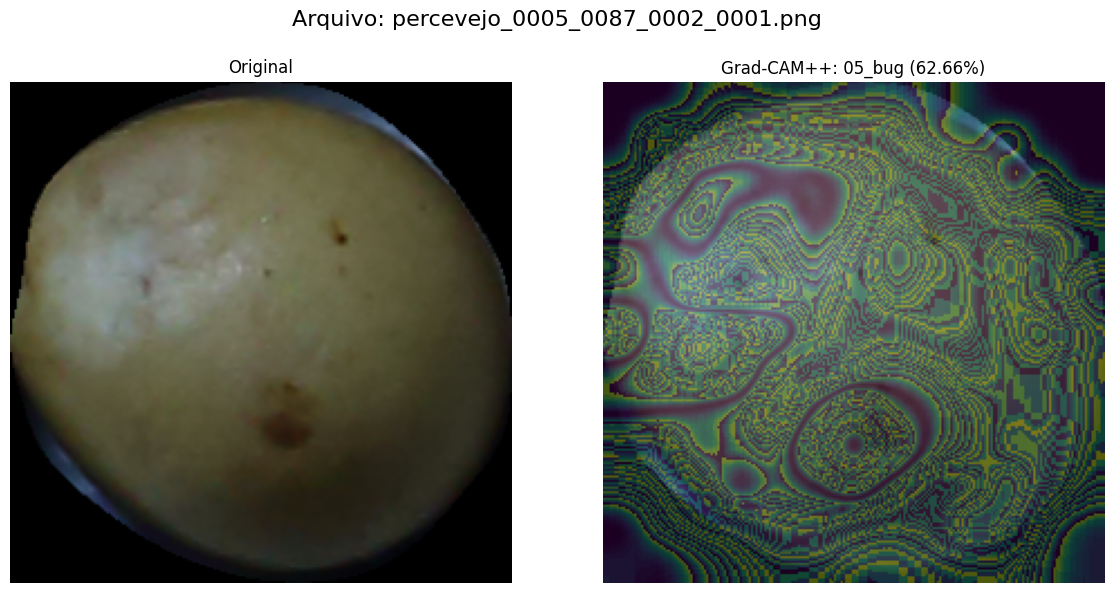 Arquivo: percevejo_0005_0087_0002_0001.png
Original
Grad-CAM++: 05_bug (62.66%)